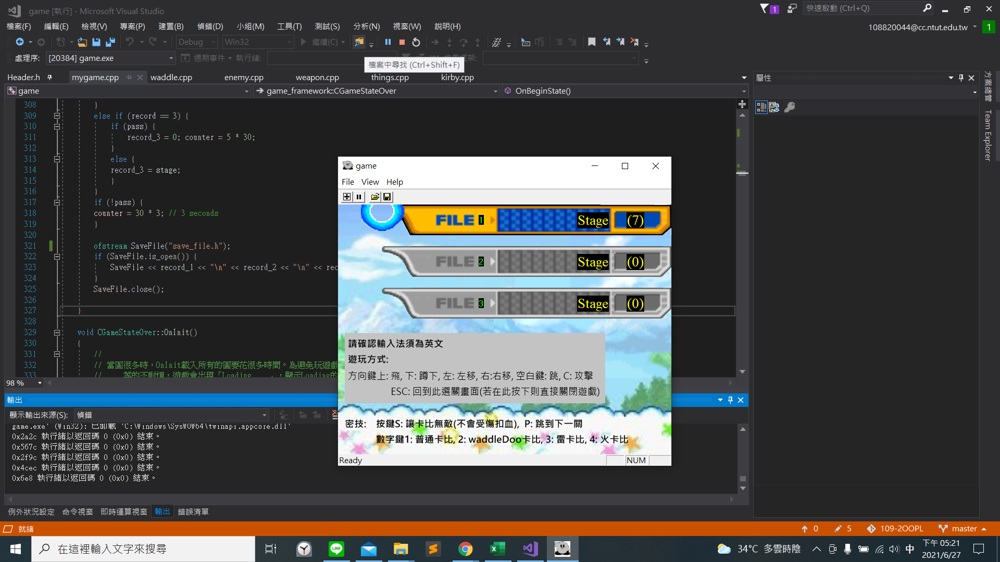 game [執行] - Microsoft Visual Studio
1
快速啟動 (Ctrl+Q)
檔案(F) 編輯(E) 檢視(V) 專案(P) 建置(B) 偵錯(D) 小組(M) 工具(T) 測試(S) 分析(N) 視窗(W) 說明(H)
108820044@cc.ntut.edu.tw 1
Debug Win32 繼續(C)
處理序: [20384] game.exe 週期事件 執行緒:
檔案中尋找 (Ctrl+Shift+F)
Header.h mygame.cpp waddle.cpp enemy.cpp weapon.cpp things.cpp kirby.cpp
game game_framework::CGameStateOver OnBeginState()
308 }
309 else if (record == 3) {
310 if (pass) {
311 record_3 = 0; counter = 5 * 30;
312 }
313 else {
314 record_3 = stage;
315 }
316 }
317 if (!pass) {
318 counter = 30 * 3; // 3 seconds
319 }
320
321 ofstream SaveFile("save_file.h");
322 if (SaveFile.is_open()) {
323 SaveFile << record_1 << "\n" << record_2 << "\n" << rec
324 }
325 SaveFile.close();
326
327 }
328
329 void CGameStateOver::OnInit()
330 {
331 //
332 // 當圖很多時，OnInit載入所有的圖要花很多時間。為避免玩遊戲
333 // 等的不耐煩，遊戲會出現「Loading ...」，顯示Loading的
98 %
屬性
方案總管
Team Explorer
game
File View Help
FILE 1 Stage (7)
FILE 2 Stage (0)
FILE 3 Stage (0)
請確認輸入法須為英文
遊玩方式:
方向鍵上: 飛, 下: 蹲下, 左: 左移, 右:右移, 空白鍵: 跳, C: 攻擊
ESC: 回到此選關畫面(若在此按下則直接關閉遊戲)
密技: 按鍵S: 讓卡比無敵(不會受傷扣血), P: 跳到下一關
數字鍵1: 普通卡比, 2: waddleDoo卡比, 3: 雷卡比, 4: 火卡比
Ready NUM
輸出
顯示輸出來源(S): 偵錯
game.exe' (Win32): 已卸載 'C:\Windows\SysWOW64\twinapi.appcore.dll'
0x2a2c 執行緒以返回碼 0 (0x0) 結束。
0x567c 執行緒以返回碼 0 (0x0) 結束。
0x2f9c 執行緒以返回碼 0 (0x0) 結束。
0x4cec 執行緒以返回碼 0 (0x0) 結束。
0x6e8 執行緒以返回碼 0 (0x0) 結束。
例外狀況設定 命令視窗 即時運算視窗 輸出 錯誤清單
就緒 0 5 109-2OOPL master
在這裡輸入文字來搜尋
34°C 多雲時陰 中 下午 05:21
2021/6/27